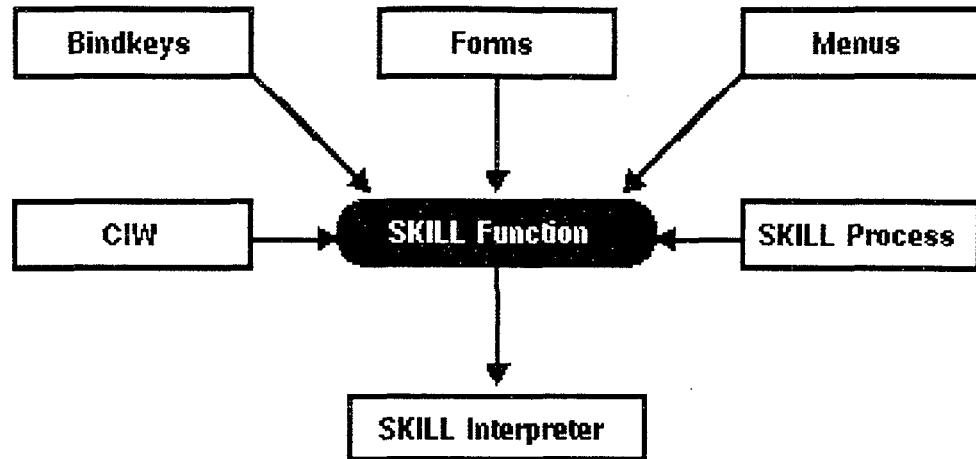 Bindkeys
Forms
Menus
CIW
SKILL Function
SKILL Process
SKILL Interpreter